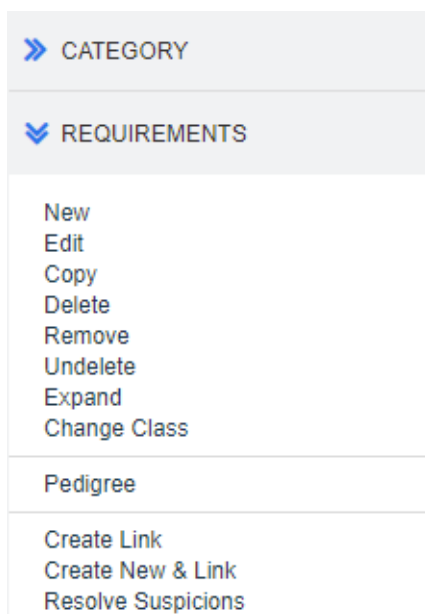 CATEGORY
REQUIREMENTS
New
Edit
Copy
Delete
Remove
Undelete
Expand
Change Class
Pedigree
Create Link
Create New & Link
Resolve Suspicions